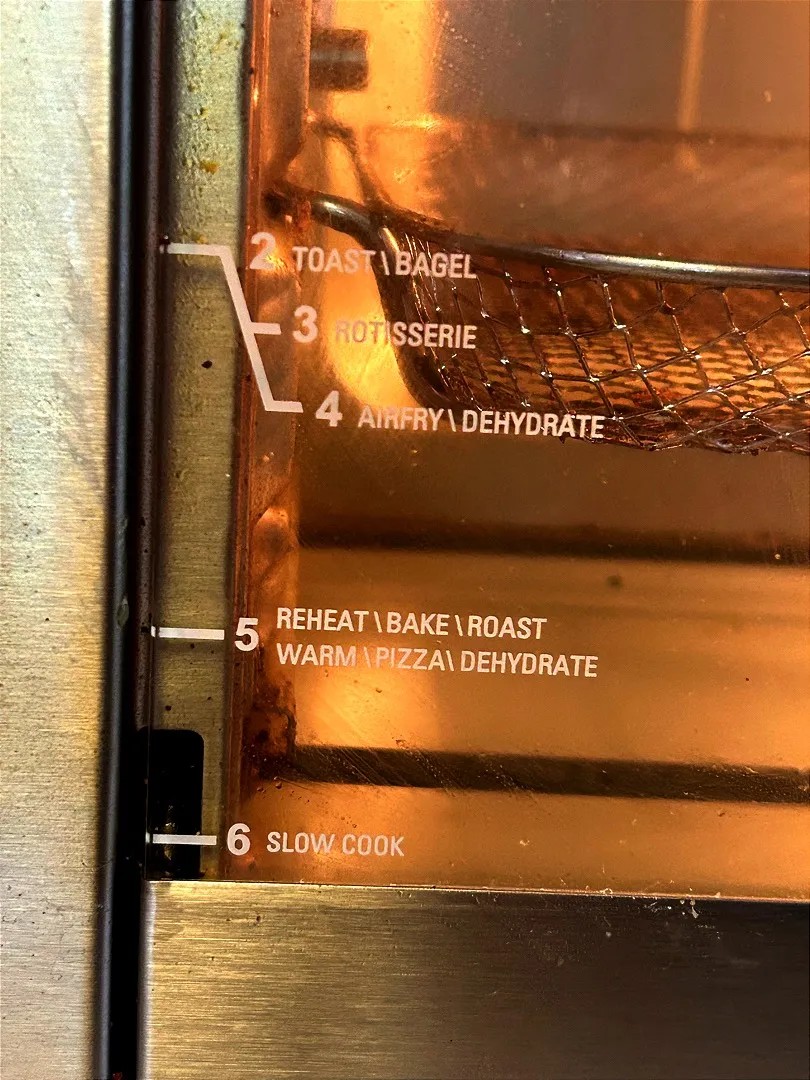 2 TOAST\BAGEL
3 ROTISSERIE
4 AIRFRY\DEHYDRATE
5 REHEAT\BAKE\ROAST
WARM\PIZZA\DEHYDRATE
6 SLOW COOK